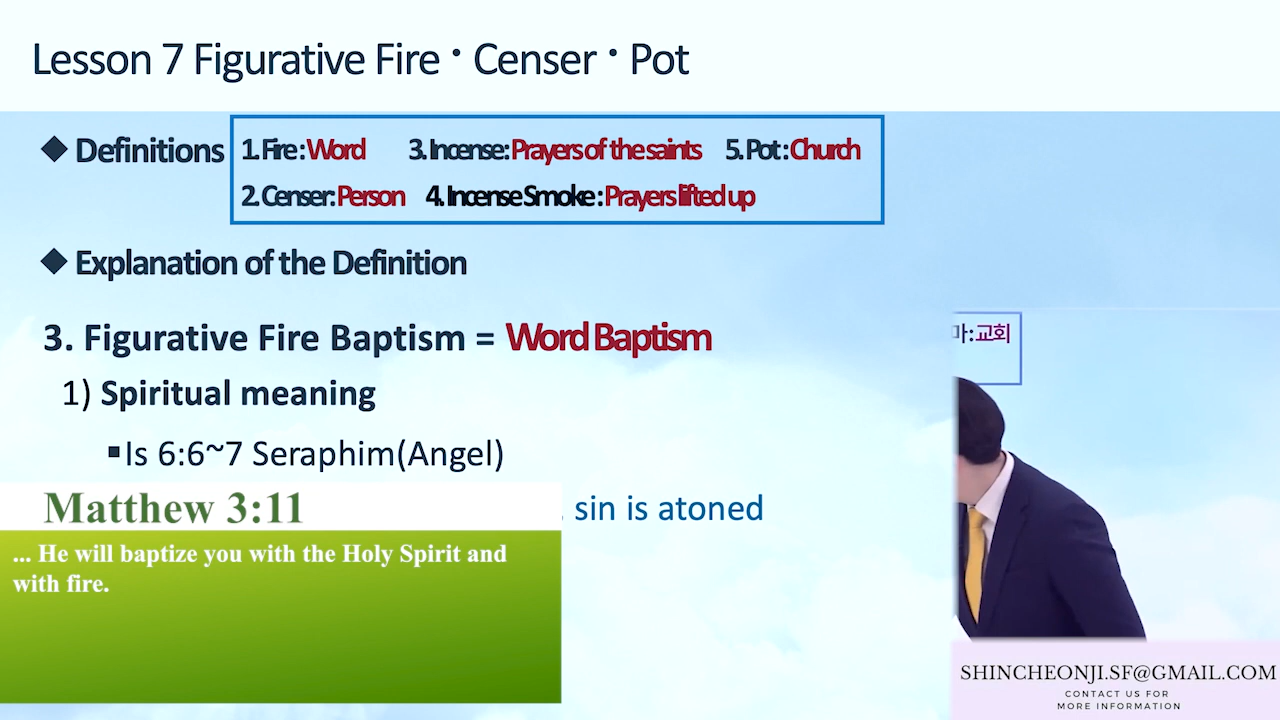 Lesson 7 Figurative Fire · Censer · Pot
◆ Definitions
1. Fire : Word 3. Incense : Prayers of the saints 5. Pot : Church
2. Censer : Person 4. Incense Smoke : Prayers lifted up
◆ Explanation of the Definition
3. Figurative Fire Baptism = Word Baptism
1) Spiritual meaning
▪Is 6:6~7 Seraphim(Angel)
sin is atoned
Matthew 3:11
... He will baptize you with the Holy Spirit and
with fire.
마:교회
SHINCHEONJI.SF@GMAIL.COM
CONTACT US FOR
MORE INFORMATION